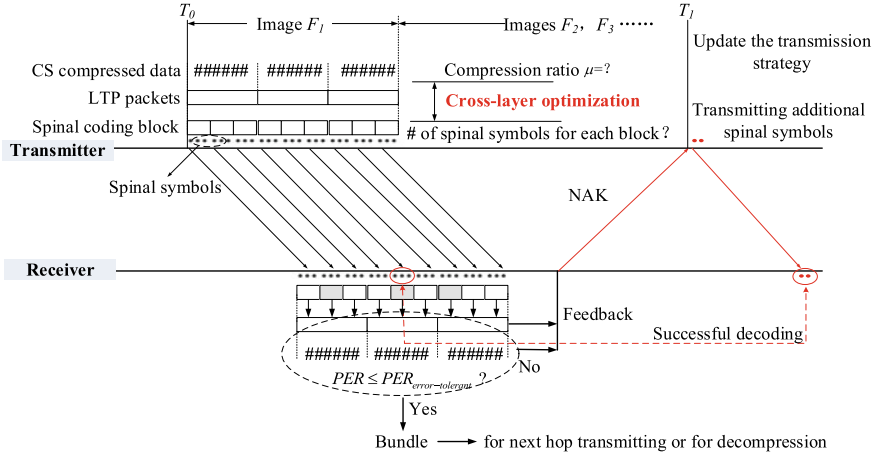 T0
Image F1
Images F2, F3 ······
T1
CS compressed data
###### ###### ######
Compression ratio μ=?
Update the transmission
strategy
LTP packets
Cross-layer optimization
Spinal coding block
# of spinal symbols for each block ?
Transmitting additional
spinal symbols
Transmitter
Spinal symbols
NAK
Receiver
Feedback
Successful decoding
###### ###### ######
No
PER ≤ PERerror−tolerant ?
Yes
Bundle
for next hop transmitting or for decompression